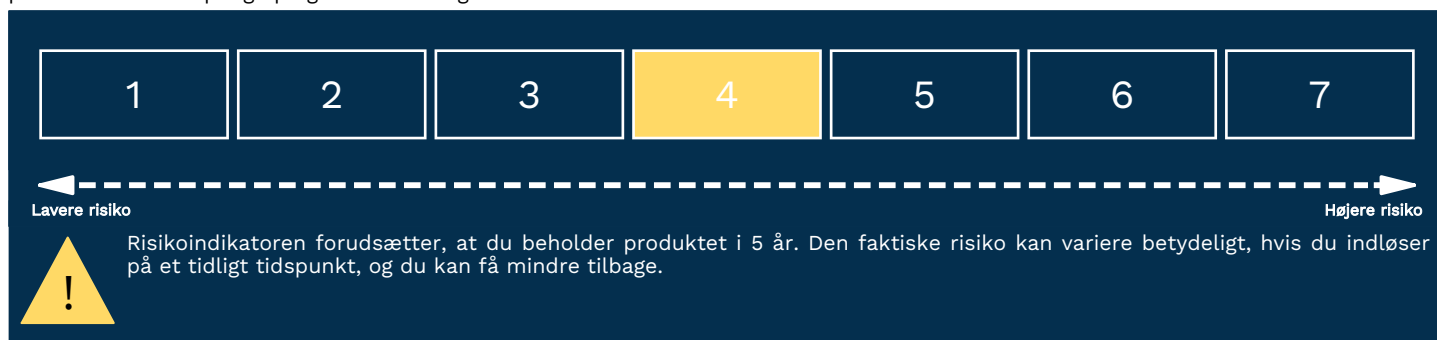 1 2 3 4 5 6 7
Lavere risiko Højere risiko
Risikoindikatoren forudsætter, at du beholder produktet i 5 år. Den faktiske risiko kan variere betydeligt, hvis du indløser
på et tidligt tidspunkt, og du kan få mindre tilbage.
!